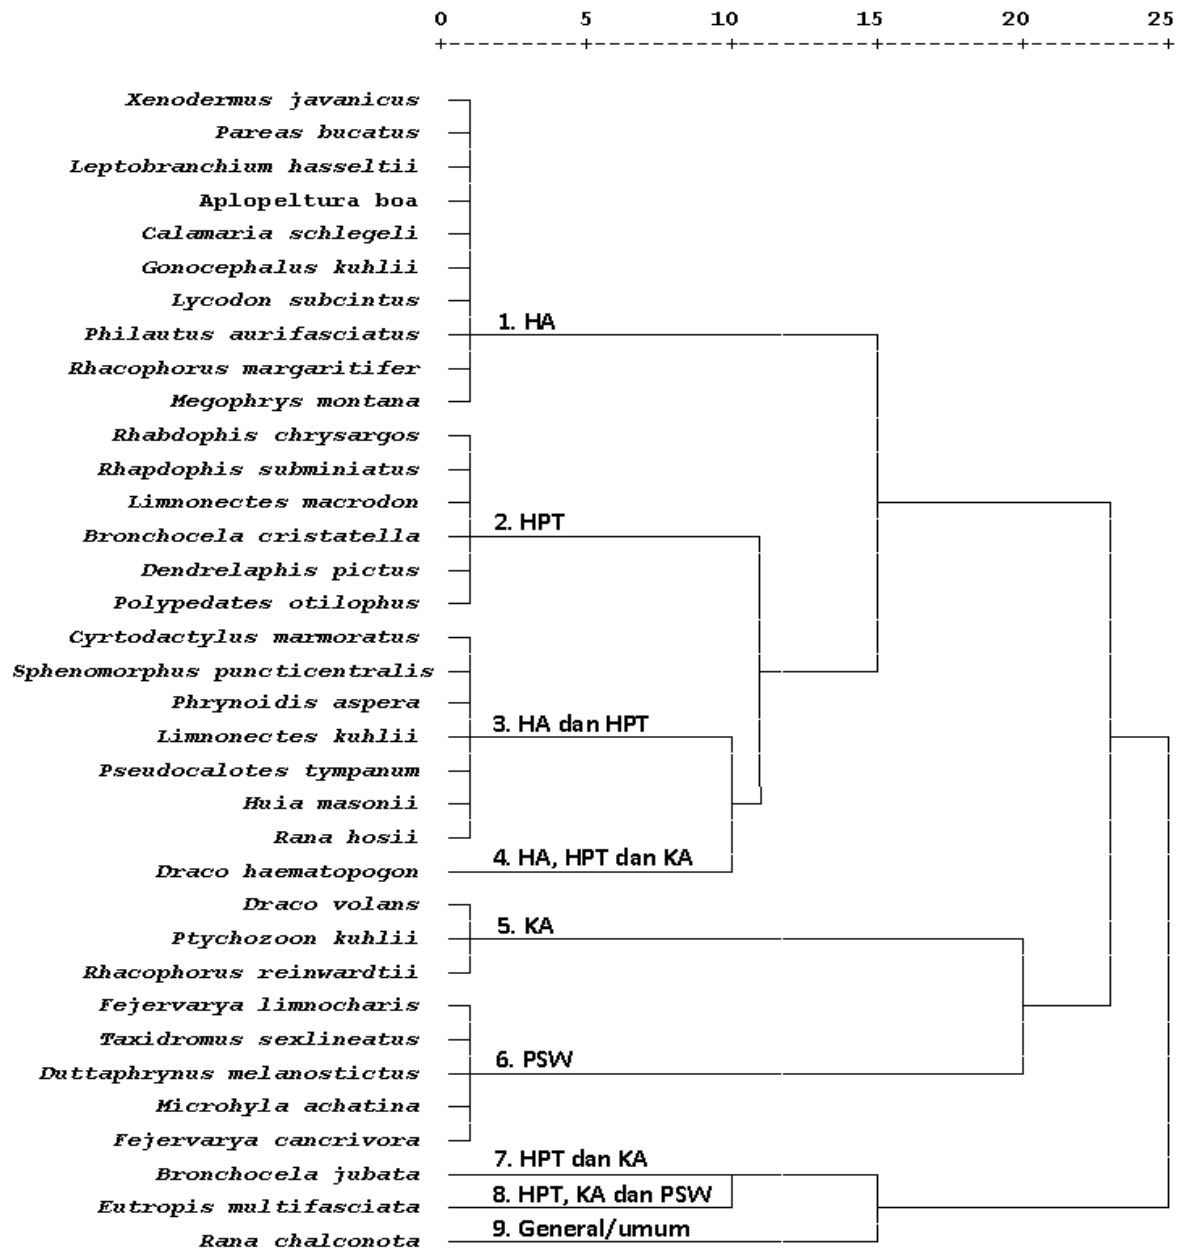 0 5 10 15 20 25
Xenodermus javanicus
Pareas bucatus
Leptobranchium hasseltii
Aplopeltura boa
Calamaria schlegeli
Gonocephalus kuhlii
Lycodon subcintus
1. HA
Philautus aurifasciatus
Rhacophorus margaritifer
Megophrys montana
Rhabdophis chrysargos
Rhapdophis subminiatus
Limnonectes macrodon
2. HPT
Bronchocela cristatella
Dendrelaphis pictus
Polypedates otilophus
Cyrtodactylus marmoratus
Sphenomorphus puncticentralis
Phrynoidis aspera
3. HA dan HPT
Limnonectes kuhlii
Pseudocalotes tympanum
Huia masonii
Rana hosii
4. HA, HPT dan KA
Draco haematopogon
Draco volans
5. KA
Ptychozoon kuhlii
Rhacophorus reinwardtii
Fejervarya limnocharis
Taxidromus sexlineatus
6. PSW
Duttaphrynus melanostictus
Microhyla achatina
Fejervarya cancrivora
7. HPT dan KA
Bronchocela jubata
8. HPT, KA dan PSW
Eutropis multifasciata
9. General/umum
Rana chalconota